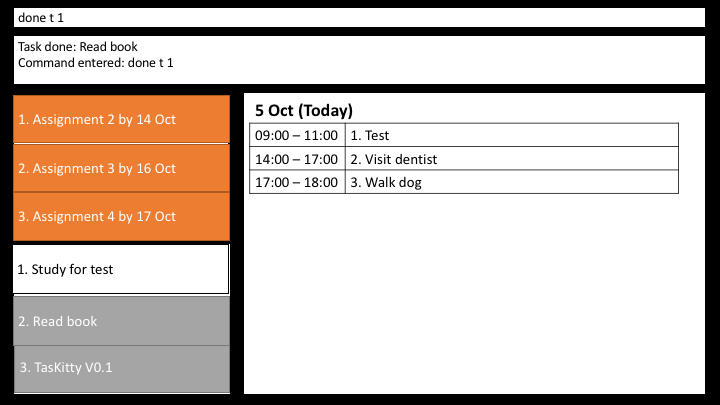 done t 1
Task done: Read book
Command entered: done t 1
1. Assignment 2 by 14 Oct
2. Assignment 3 by 16 Oct
3. Assignment 4 by 17 Oct
1. Study for test
2. Read book
3. TasKitty V0.1
5 Oct (Today)
09:00 – 11:00 1. Test
14:00 – 17:00 2. Visit dentist
17:00 – 18:00 3. Walk dog